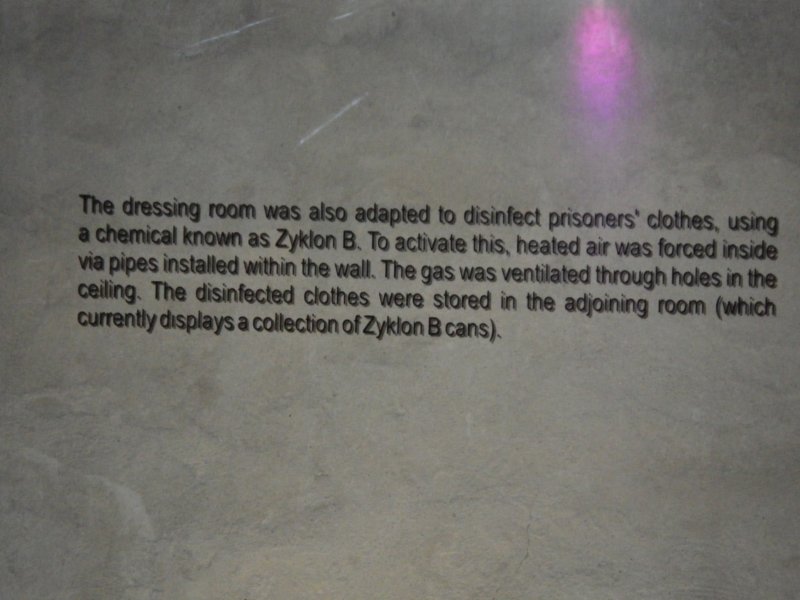 The dressing room was also adapted to disinfect prisoners' clothes, using
a chemical known as Zyklon B. To activate this, heated air was forced inside
via pipes installed within the wall. The gas was ventilated through holes in the
ceiling. The disinfected clothes were stored in the adjoining room (which
currently displays a collection of Zyklon B cans).